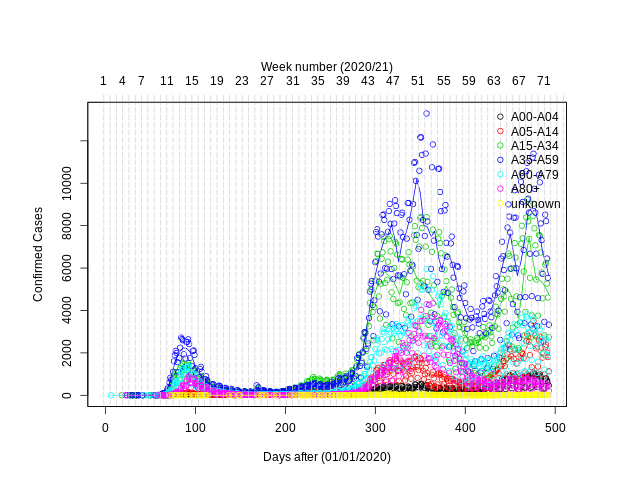 Week number (2020/21)
1 4 7 11 15 19 23 27 31 35 39 43 47 51 55 59 63 67 71
A00-A04
A05-A14
A15-A34
A35-A59
A60-A79
A80+
unknown
Confirmed Cases
10000
8000
6000
4000
2000
0
0 100 200 300 400 500
Days after (01/01/2020)